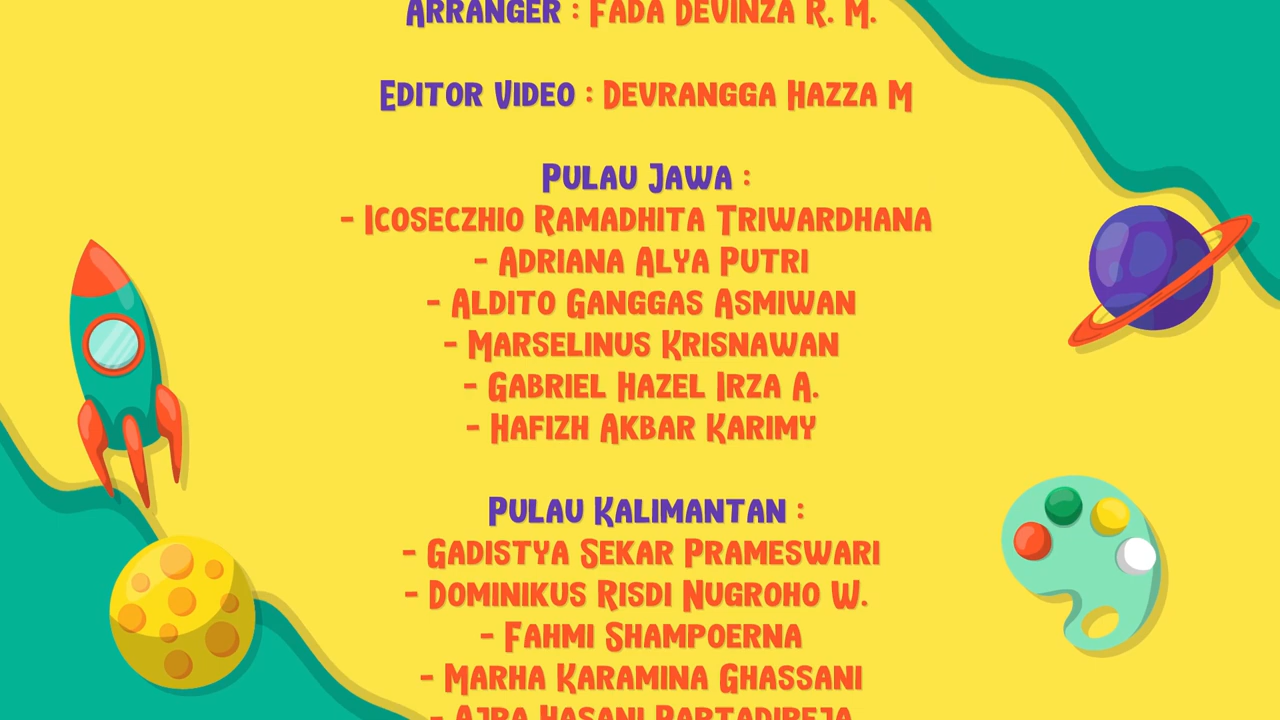 Arranger : Fada Devinza R. M.
Editor Video : Devrangga Hazza M
Pulau Jawa :
- Icoseczhio Ramadhita Triwardhana
- Adriana Alya Putri
- Aldito Ganggas Asmiwan
- Marselinus Krisnawan
- Gabriel Hazel Irza A.
- Hafizh Akbar Karimy
Pulau Kalimantan :
- Gadistya Sekar Prameswari
- Dominikus Risdi Nugroho W.
- Fahmi Shampoerna
- Marha Karamina Ghassani
- Ajra Hasani